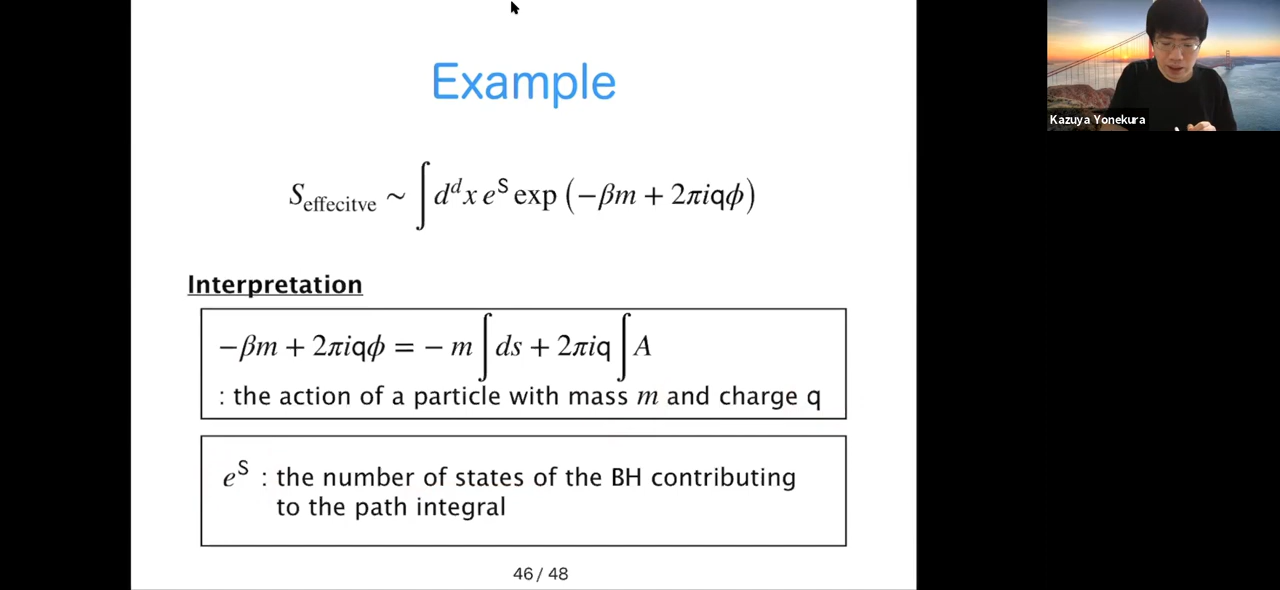 Example
S_effecitve ∼ ∫ d^d x e^S exp (−βm + 2πiqϕ)
Interpretation
−βm + 2πiqϕ = − m ∫ ds + 2πiq ∫ A
: the action of a particle with mass m and charge q
e^S : the number of states of the BH contributing
to the path integral
46 / 48
Kazuya Yonekura